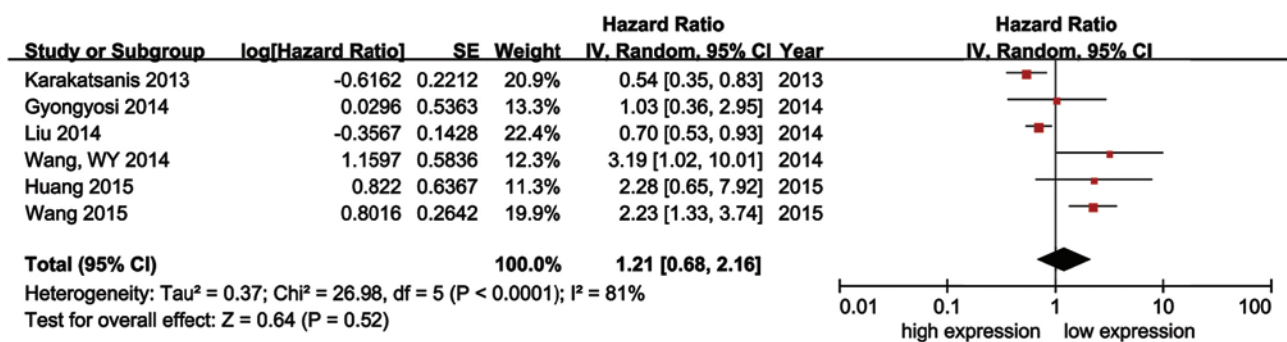 Hazard Ratio Hazard Ratio
Study or Subgroup log[Hazard Ratio] SE Weight IV, Random, 95% CI Year IV, Random, 95% CI
Karakatsanis 2013 -0.6162 0.2212 20.9% 0.54 [0.35, 0.83] 2013
Gyongyosi 2014 0.0296 0.5363 13.3% 1.03 [0.36, 2.95] 2014
Liu 2014 -0.3567 0.1428 22.4% 0.70 [0.53, 0.93] 2014
Wang, WY 2014 1.1597 0.5836 12.3% 3.19 [1.02, 10.01] 2014
Huang 2015 0.822 0.6367 11.3% 2.28 [0.65, 7.92] 2015
Wang 2015 0.8016 0.2642 19.9% 2.23 [1.33, 3.74] 2015
Total (95% CI) 100.0% 1.21 [0.68, 2.16]
Heterogeneity: Tau² = 0.37; Chi² = 26.98, df = 5 (P < 0.0001); I² = 81%
Test for overall effect: Z = 0.64 (P = 0.52)
0.01 0.1 1 10 100
high expression low expression